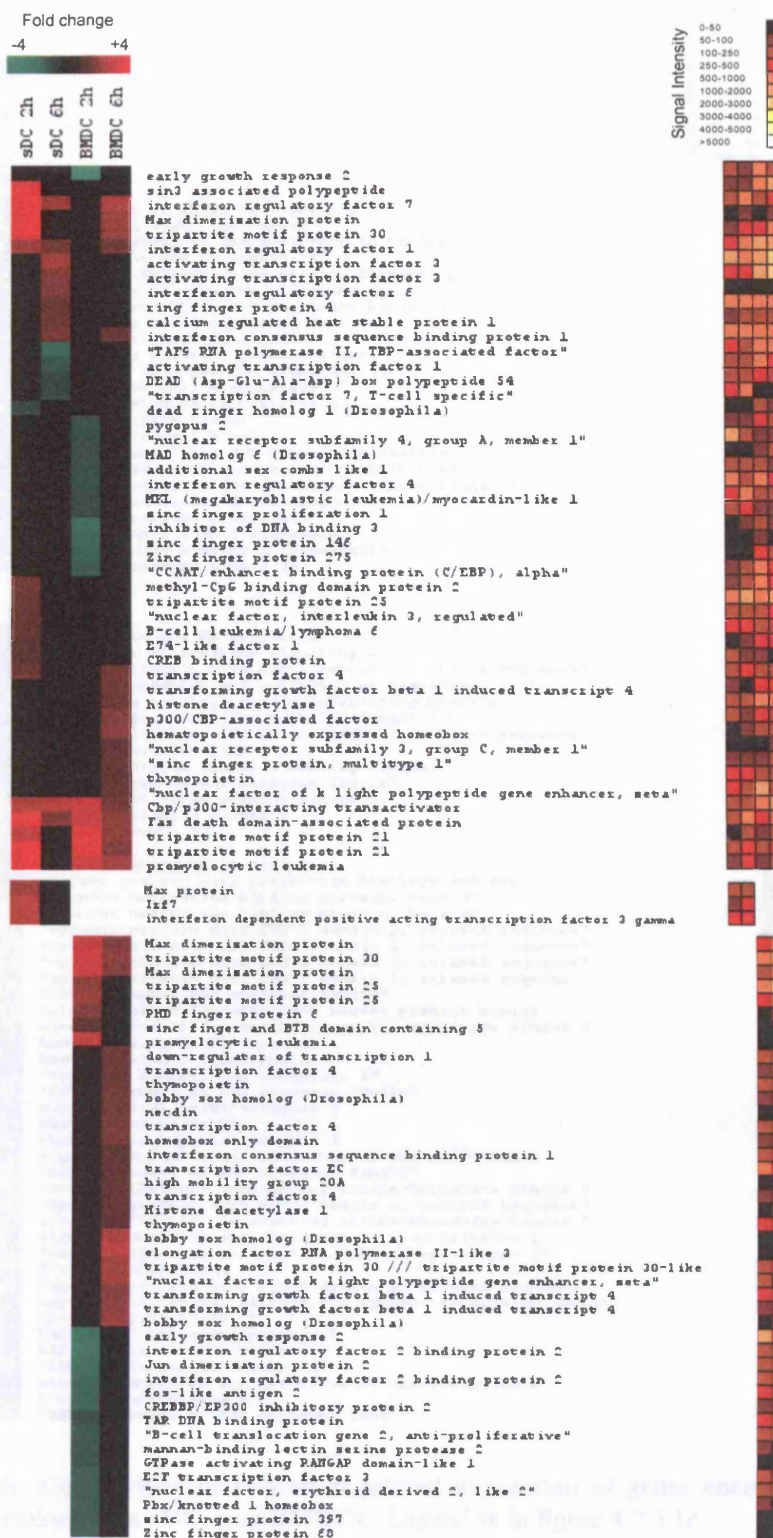 Fold change
-4 +4
sDC 2h
sDC 6h
BMDC 2h
BMDC 6h
Signal Intensity
0-50
50-100
100-250
250-500
500-1000
1000-2000
2000-3000
3000-4000
4000-5000
>5000
early growth response 2
sin3 associated polypeptide
interferon regulatory factor 7
Max dimerization protein
tripartite motif protein 30
interferon regulatory factor 1
activating transcription factor 3
activating transcription factor 3
interferon regulatory factor 6
ring finger protein 4
calcium regulated heat stable protein 1
interferon consensus sequence binding protein 1
"TAF9 RNA polymerase II, TBP-associated factor"
activating transcription factor 1
DEAD (Asp-Glu-Ala-Asp) box polypeptide 54
"transcription factor 7, T-cell specific"
dead ringer homolog 1 (Drosophila)
pygopus 2
"nuclear receptor subfamily 4, group A, member 1"
MAD homolog 6 (Drosophila)
additional sex combs like 1
interferon regulatory factor 4
MKL (megakaryoblastic leukemia)/myocardin-like 1
zinc finger proliferation 1
inhibitor of DNA binding 3
zinc finger protein 146
Zinc finger protein 275
"CCAAT/enhancer binding protein (C/EBP), alpha"
methyl-CpG binding domain protein 2
tripartite motif protein 25
"nuclear factor, interleukin 3, regulated"
B-cell leukemia/lymphoma 6
E74-like factor 1
CREB binding protein
transcription factor 4
transforming growth factor beta 1 induced transcript 4
histone deacetylase 1
p300/CBP-associated factor
hematopoietically expressed homeobox
"nuclear receptor subfamily 3, group C, member 1"
"zinc finger protein, multitype 1"
thymopoietin
"nuclear factor of k light polypeptide gene enhancer, zeta"
Cbp/p300-interacting transactivator
Fas death domain-associated protein
tripartite motif protein 21
tripartite motif protein 21
promyelocytic leukemia
Max protein
Irf7
interferon dependent positive acting transcription factor 3 gamma
Max dimerization protein
tripartite motif protein 30
Max dimerization protein
tripartite motif protein 25
tripartite motif protein 25
PHD finger protein 6
zinc finger and BTB domain containing 5
promyelocytic leukemia
down-regulator of transcription 1
transcription factor 4
thymopoietin
bobby sox homolog (Drosophila)
necdin
transcription factor 4
homeobox only domain
interferon consensus sequence binding protein 1
transcription factor EC
high mobility group 20A
transcription factor 4
Histone deacetylase 1
thymopoietin
bobby sox homolog (Drosophila)
elongation factor RNA polymerase II-like 3
tripartite motif protein 30 /// tripartite motif protein 30-like
"nuclear factor of k light polypeptide gene enhancer, zeta"
transforming growth factor beta 1 induced transcript 4
transforming growth factor beta 1 induced transcript 4
bobby sox homolog (Drosophila)
early growth response 2
interferon regulatory factor 2 binding protein 2
Jun dimerization protein 2
interferon regulatory factor 2 binding protein 2
fos-like antigen 2
CREBBP/EP300 inhibitory protein 2
TAR DNA binding protein
"B-cell translocation gene 2, anti-proliferative"
mannan-binding lectin serine protease 2
GTPase activating RANGAP domain-like 1
E2F transcription factor 3
"nuclear factor, erythroid derived 2, like 2"
Pbx/knotted 1 homeobox
zinc finger protein 397
Zinc finger protein 68